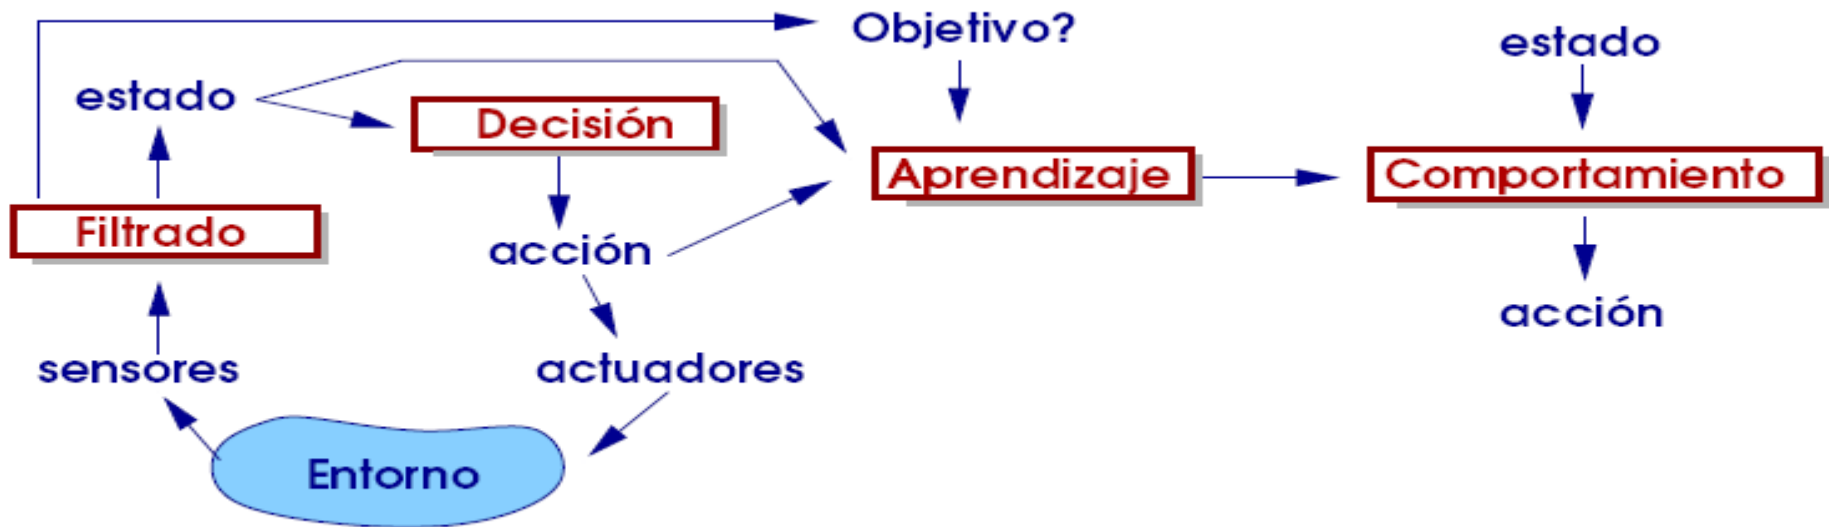 Objetivo?
estado
estado
Decisión
Aprendizaje
Comportamiento
Filtrado
acción
acción
sensores
actuadores
Entorno